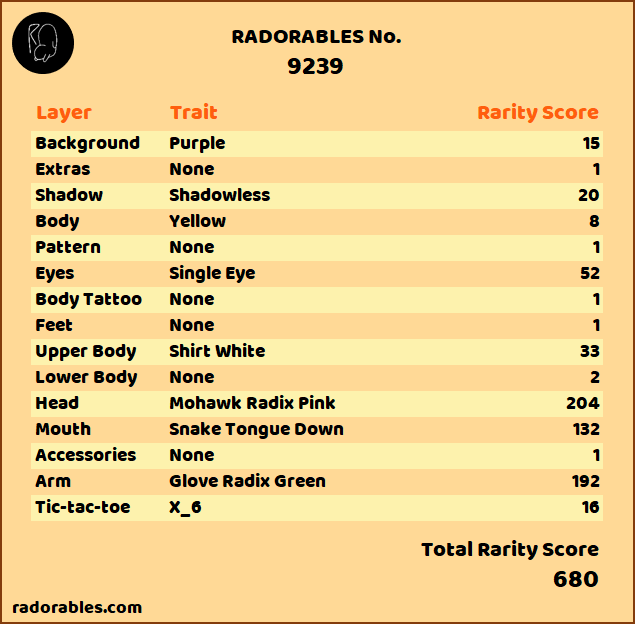 RADORABLES No.
9239
Layer Trait Rarity Score
Background Purple 15
Extras None 1
Shadow Shadowless 20
Body Yellow 8
Pattern None 1
Eyes Single Eye 52
Body Tattoo None 1
Feet None 1
Upper Body Shirt White 33
Lower Body None 2
Head Mohawk Radix Pink 204
Mouth Snake Tongue Down 132
Accessories None 1
Arm Glove Radix Green 192
Tic-tac-toe X_6 16
Total Rarity Score
680
radorables.com